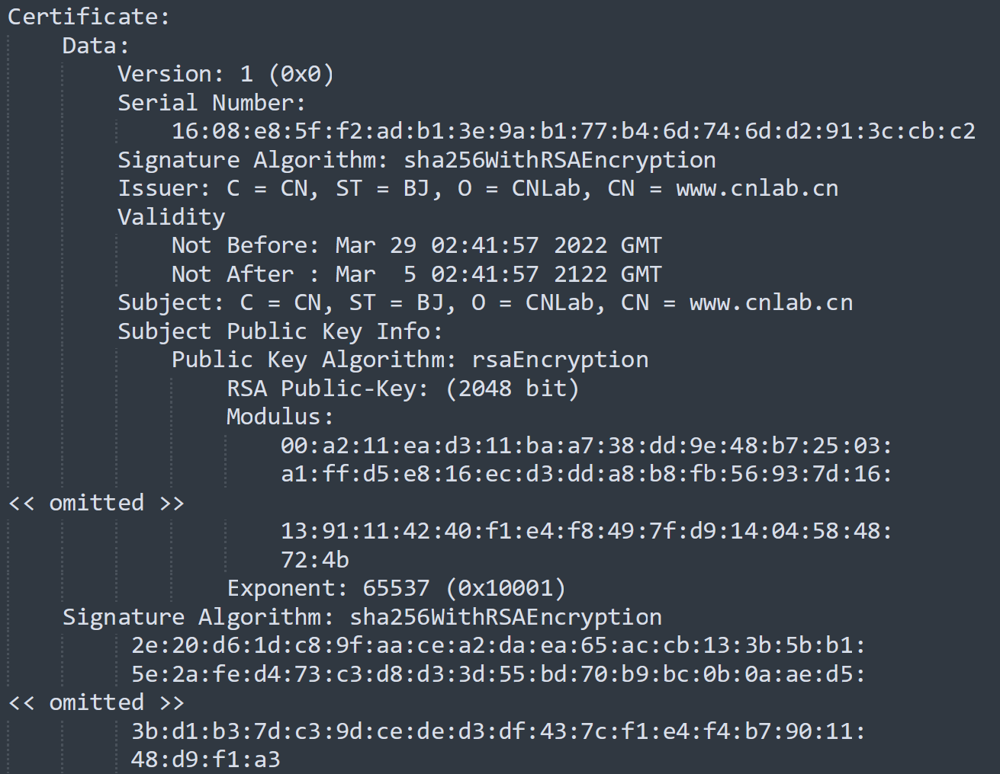 Certificate:
Data:
Version: 1 (0x0)
Serial Number:
16:08:e8:5f:f2:ad:b1:3e:9a:b1:77:b4:6d:74:6d:d2:91:3c:cb:c2
Signature Algorithm: sha256WithRSAEncryption
Issuer: C = CN, ST = BJ, O = CNLab, CN = www.cnlab.cn
Validity
Not Before: Mar 29 02:41:57 2022 GMT
Not After : Mar  5 02:41:57 2122 GMT
Subject: C = CN, ST = BJ, O = CNLab, CN = www.cnlab.cn
Subject Public Key Info:
Public Key Algorithm: rsaEncryption
RSA Public-Key: (2048 bit)
Modulus:
00:a2:11:ea:d3:11:ba:a7:38:dd:9e:48:b7:25:03:
a1:ff:d5:e8:16:ec:d3:dd:a8:b8:fb:56:93:7d:16:
<< omitted >>
13:91:11:42:40:f1:e4:f8:49:7f:d9:14:04:58:48:
72:4b
Exponent: 65537 (0x10001)
Signature Algorithm: sha256WithRSAEncryption
2e:20:d6:1d:c8:9f:aa:ce:a2:da:ea:65:ac:cb:13:3b:5b:b1:
5e:2a:fe:d4:73:c3:d8:d3:3d:55:bd:70:b9:bc:0b:0a:ae:d5:
<< omitted >>
3b:d1:b3:7d:c3:9d:ce:de:d3:df:43:7c:f1:e4:f4:b7:90:11:
48:d9:f1:a3